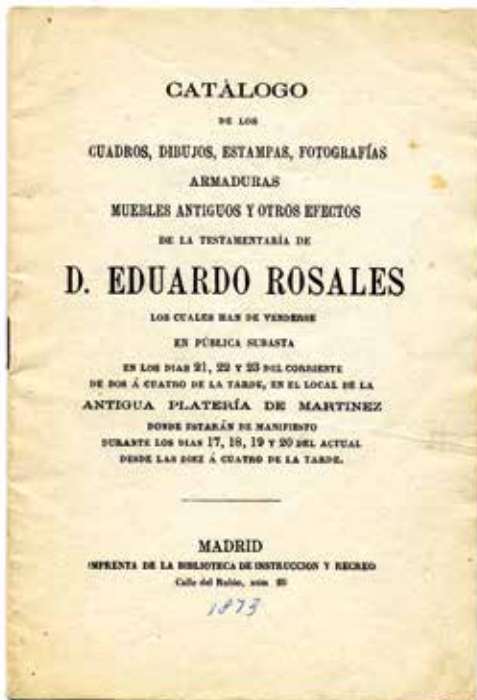 CATÀLOGO
DE LOS
CUADROS, DIBUJOS, ESTAMPAS, FOTOGRAFÍAS
ARMADURAS
MUEBLES ANTIGUOS Y OTROS EFECTOS
DE LA TESTAMENTARÍA DE
D. EDUARDO ROSALES
LOS CUALES HAN DE VENDERSE
EN PÚBLICA SUBASTA
EN LOS DIAS 21, 22 Y 23 DEL CORRIENTE
DE DOS Á CUATRO DE LA TARDE, EN EL LOCAL DE LA
ANTIGUA PLATERÍA DE MARTINEZ
DONDE ESTARÁN DE MANIFIESTO
DURANTE LOS DIAS 17, 18, 19 Y 20 DEL ACTUAL
DESDE LAS DIEZ Á CUATRO DE LA TARDE.
MADRID
IMPRENTA DE LA BIBLIOTECA DE INSTRUCCION Y RECREO
Calle del Rubio, núm
1873